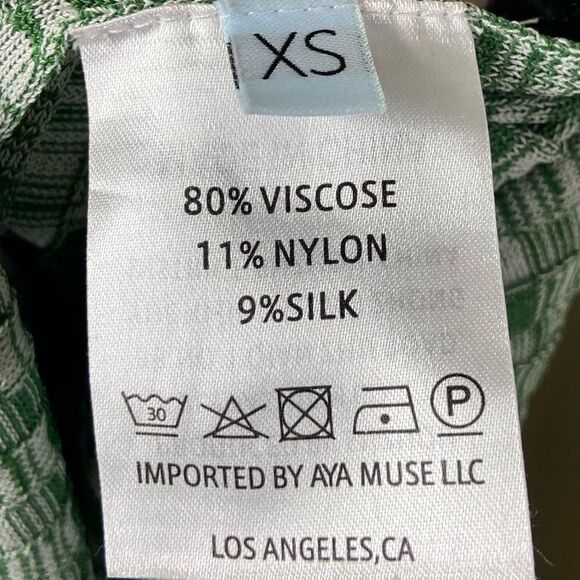 XS
80% VISCOSE
11% NYLON
9%SILK
30 P
IMPORTED BY AYA MUSE LLC
LOS ANGELES,CA